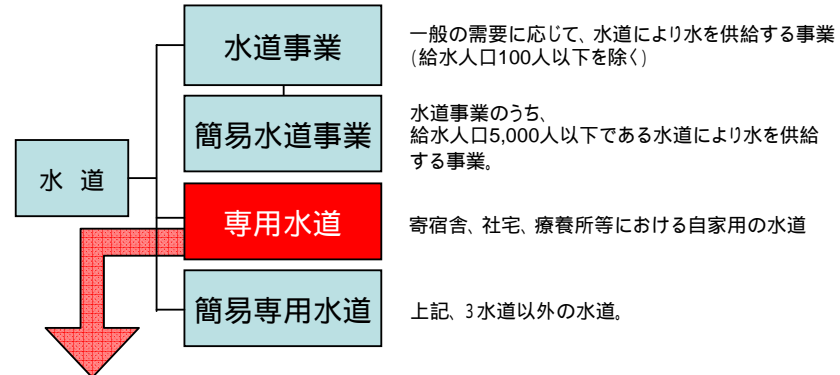 水道事業
一般の需要に応じて、水道により水を供給する事業
(給水人口100人以下を除く)
簡易水道事業
水道事業のうち、
給水人口5,000人以下である水道により水を供給
する事業。
水 道
専用水道
寄宿舎、社宅、療養所等における自家用の水道
簡易専用水道
上記、3水道以外の水道。